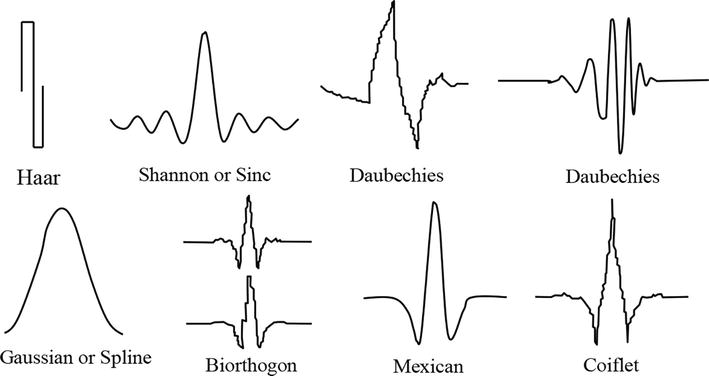 Haar
Shannon or Sinc
Daubechies
Daubechies
Gaussian or Spline
Biorthogon
Mexican
Coiflet